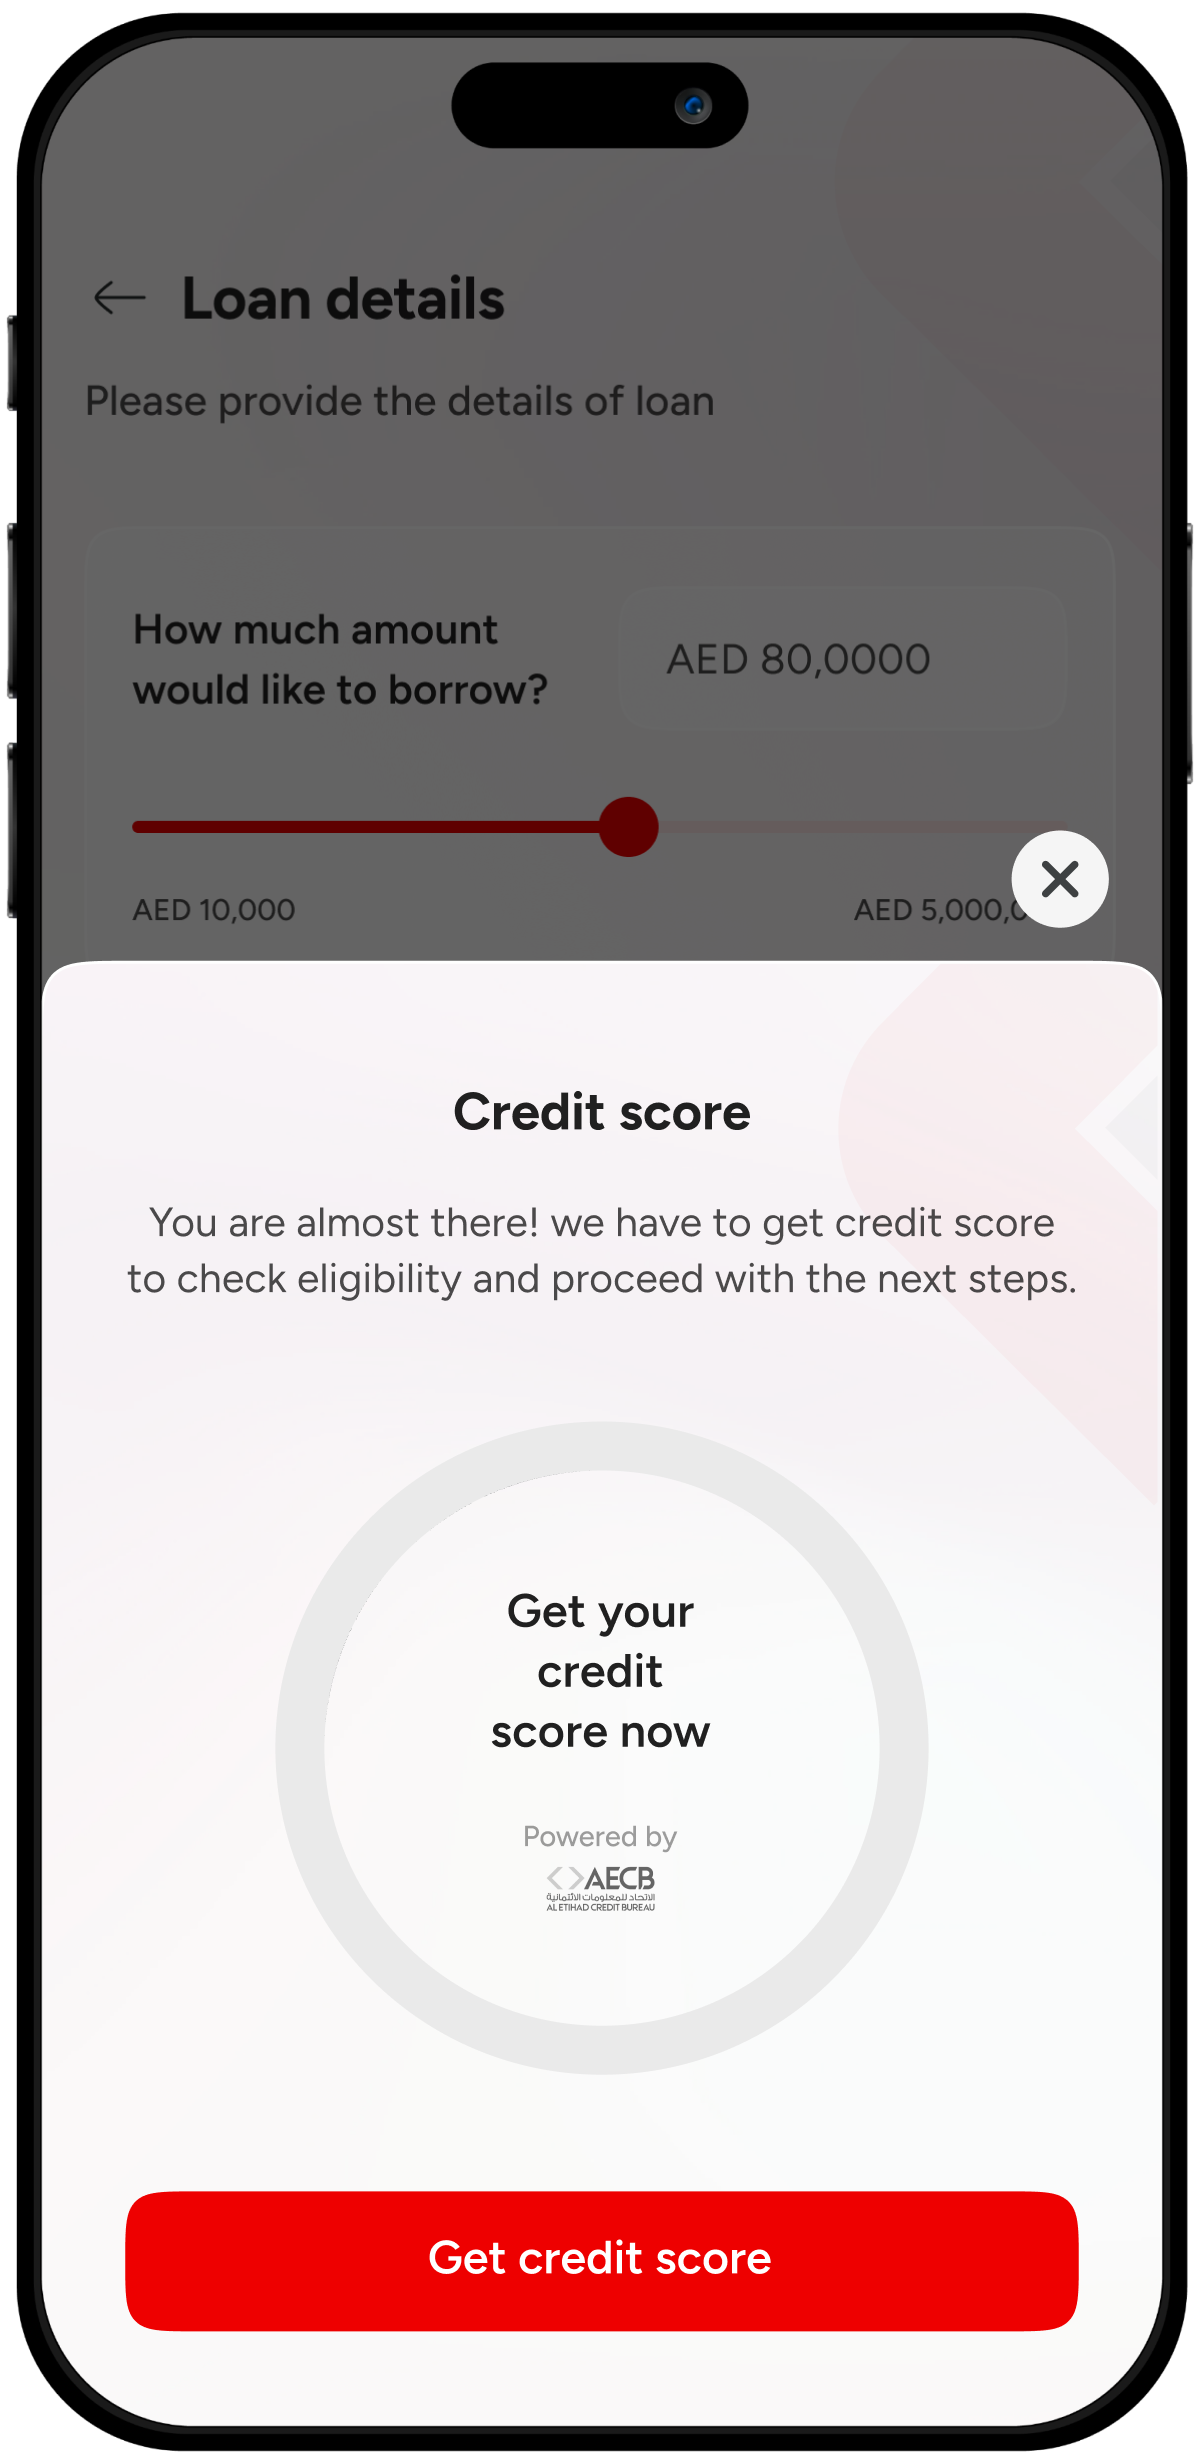 Loan details
Please provide the details of loan
How much amount
would like to borrow?
AED 80,0000
AED 10,000
AED 5,000,0
Credit score
You are almost there! we have to get credit score
to check eligibility and proceed with the next steps.
Get your
credit
score now
Powered by
AECB
الاتحاد للمعلومات الائتمانية
AL ETIHAD CREDIT BUREAU
Get credit score